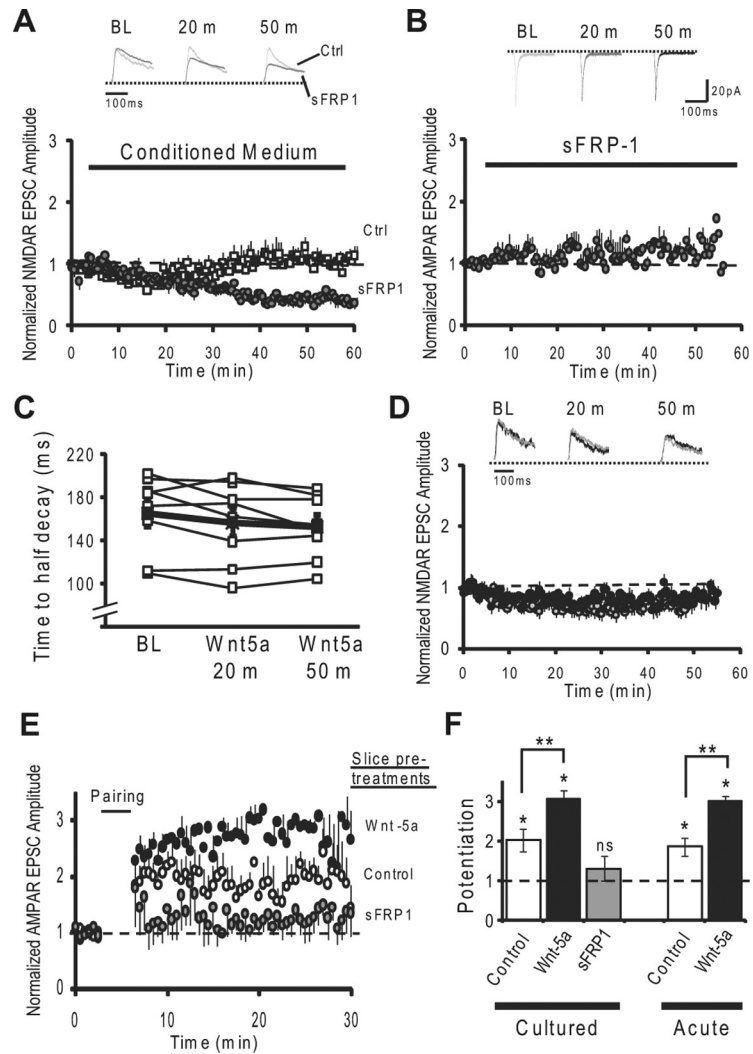 A
BL 20 m 50 m
Ctrl
sFRP1
100ms
Conditioned Medium
Normalized NMDAR EPSC Amplitude
3
2
1
0
Ctrl
sFRP1
0 10 20 30 40 50 60
Time (min)
B
BL 20 m 50 m
20pA
100ms
sFRP-1
Normalized AMPAR EPSC Amplitude
3
2
1
0
0 10 20 30 40 50 60
Time (min)
C
Time to half decay (ms)
220
180
140
100
BL Wnt5a Wnt5a
20 m 50 m
D
BL 20 m 50 m
100ms
Normalized NMDAR EPSC Amplitude
3
2
1
0
0 10 20 30 40 50 60
Time (min)
E
Slice pre-
treatments
Pairing
Normalized AMPAR EPSC Amplitude
3
2
1
0
Wnt-5a
Control
sFRP1
0 10 20 30
Time (min)
F
** **
* * ns * *
Potentiation
3
2
1
0
Control Wnt-5a sFRP1 Control Wnt-5a
Cultured Acute